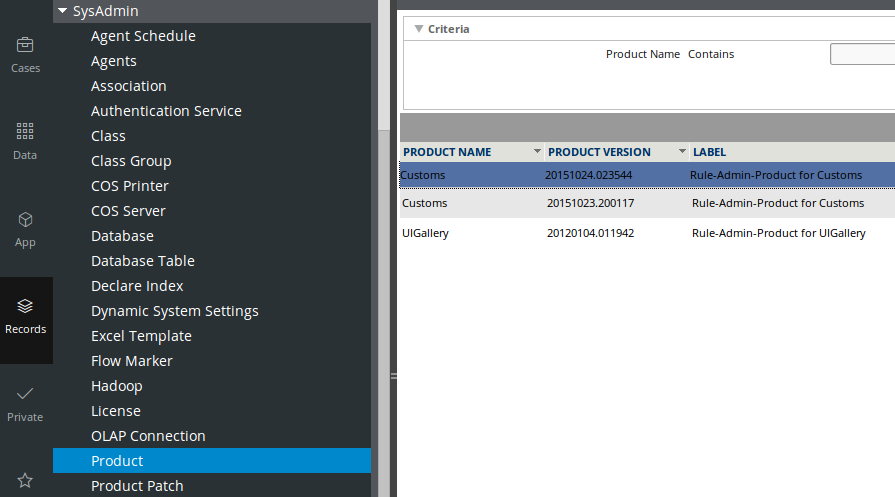 SysAdmin
Agent Schedule
Agents
Association
Authentication Service
Class
Class Group
COS Printer
COS Server
Database
Database Table
Declare Index
Dynamic System Settings
Excel Template
Flow Marker
Hadoop
License
OLAP Connection
Product
Product Patch
Cases
Data
App
Records
Private
Criteria
Product Name Contains
PRODUCT NAME PRODUCT VERSION LABEL
Customs 20151024.023544 Rule-Admin-Product for Customs
Customs 20151023.200117 Rule-Admin-Product for Customs
UIGallery 20120104.011942 Rule-Admin-Product for UIGallery